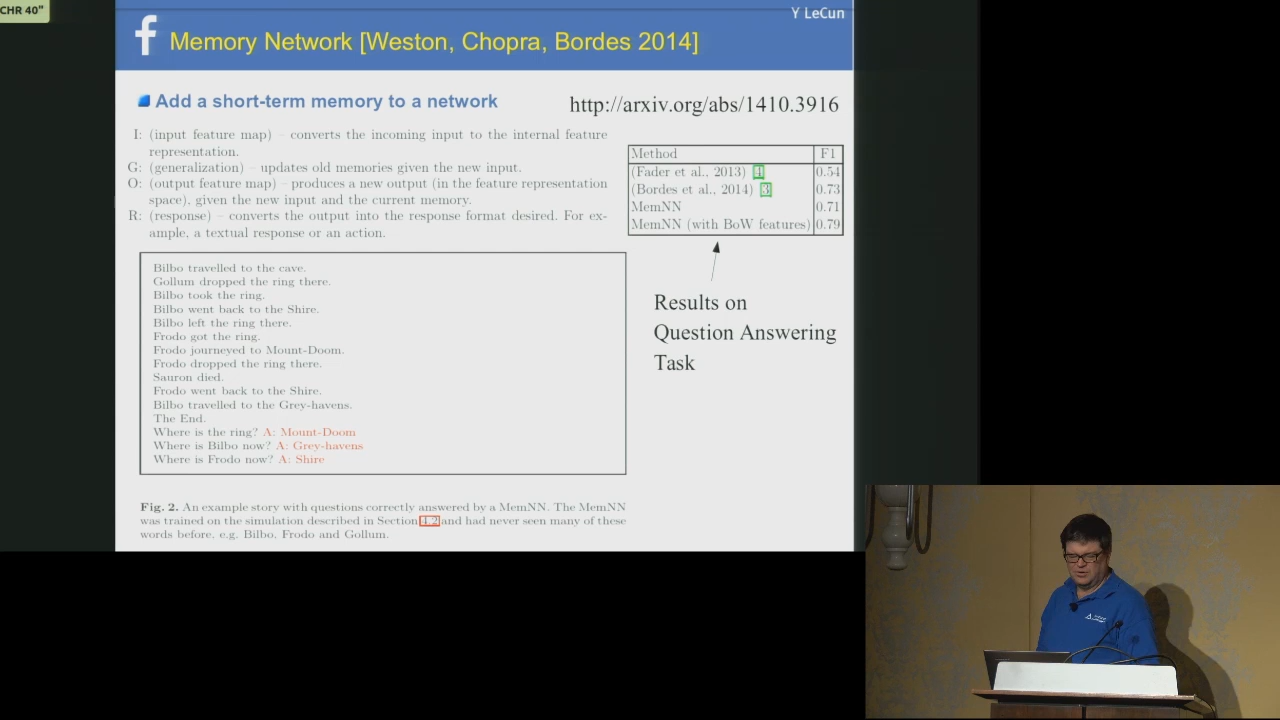 CHR 40"
Y LeCun
f Memory Network [Weston, Chopra, Bordes 2014]
Add a short-term memory to a network
http://arxiv.org/abs/1410.3916
I: (input feature map) – converts the incoming input to the internal feature
representation.
G: (generalization) – updates old memories given the new input.
O: (output feature map) – produces a new output (in the feature representation
space), given the new input and the current memory.
R: (response) – converts the output into the response format desired. For ex-
ample, a textual response or an action.
Method F1
(Fader et al., 2013) [4] 0.54
(Bordes et al., 2014) [3] 0.73
MemNN 0.71
MemNN (with BoW features) 0.79
Results on
Question Answering
Task
Bilbo travelled to the cave.
Gollum dropped the ring there.
Bilbo took the ring.
Bilbo went back to the Shire.
Bilbo left the ring there.
Frodo got the ring.
Frodo journeyed to Mount-Doom.
Frodo dropped the ring there.
Sauron died.
Frodo went back to the Shire.
Bilbo travelled to the Grey-havens.
The End.
Where is the ring? A: Mount-Doom
Where is Bilbo now? A: Grey-havens
Where is Frodo now? A: Shire
Fig. 2. An example story with questions correctly answered by a MemNN. The MemNN
was trained on the simulation described in Section 4.2 and had never seen many of these
words before, e.g. Bilbo, Frodo and Gollum.